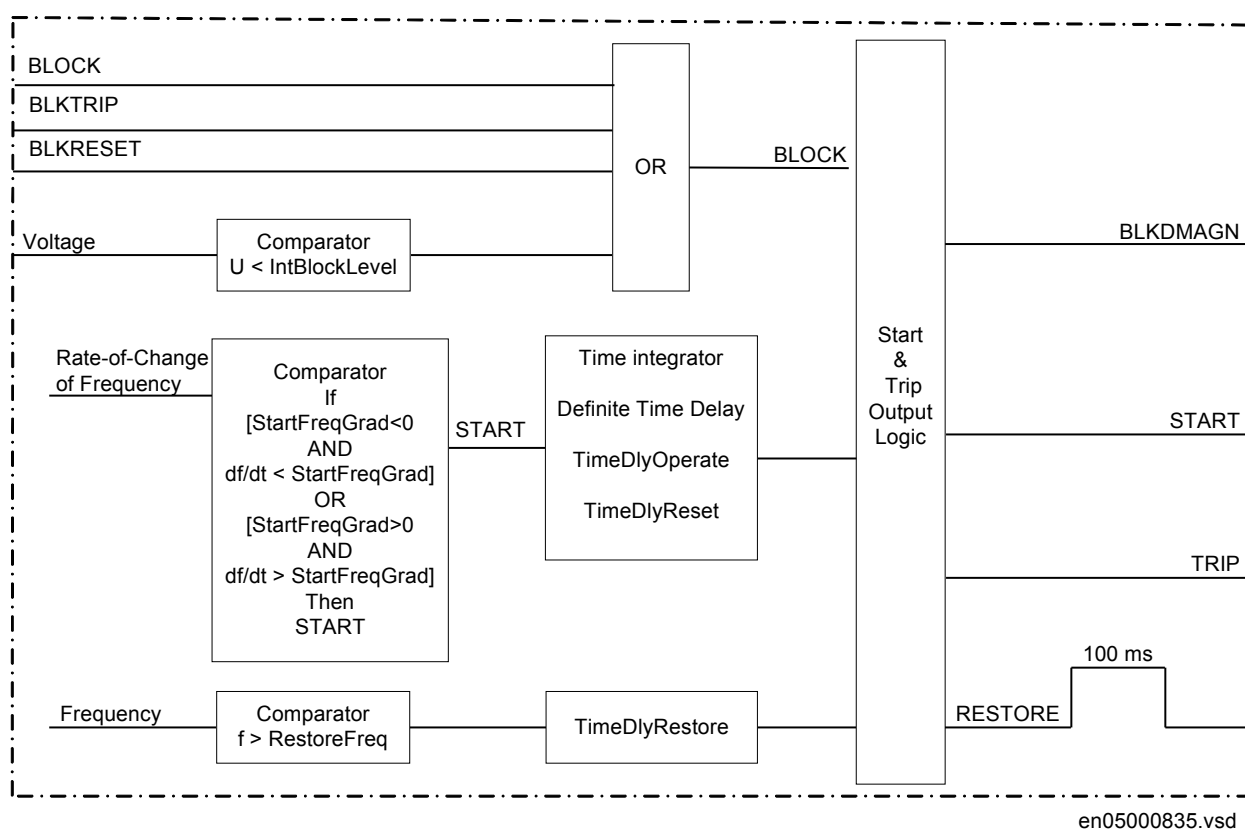 BLOCK
BLKTRIP
BLKRESET
OR
BLOCK
Voltage
Comparator
U < IntBlockLevel
BLKDMAGN
Rate-of-Change
of Frequency
Comparator
If
[StartFreqGrad<0
AND
df/dt < StartFreqGrad]
OR
[StartFreqGrad>0
AND
df/dt > StartFreqGrad]
Then
START
START
Time integrator
Definite Time Delay
TimeDlyOperate
TimeDlyReset
Start
&
Trip
Output
Logic
START
TRIP
Frequency
Comparator
f > RestoreFreq
TimeDlyRestore
RESTORE
100 ms
en05000835.vsd